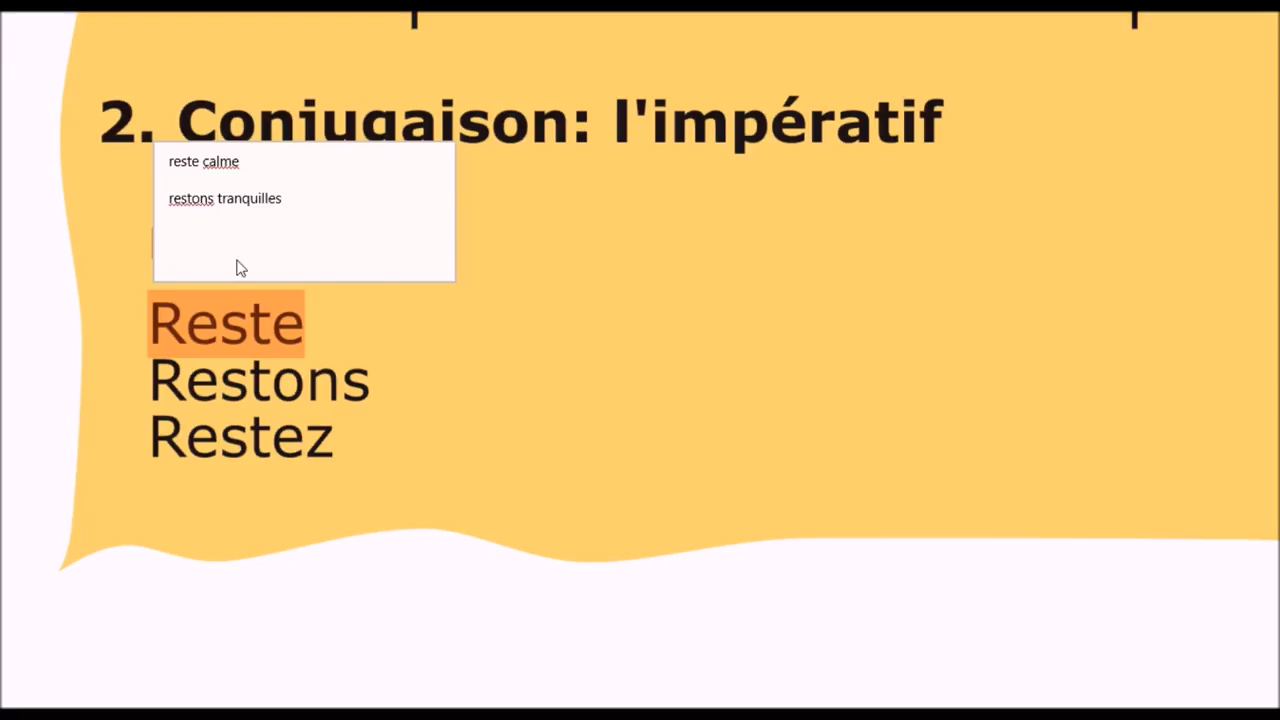 2. Conjugaison: l'impératif
reste calme
restons tranquilles
Reste
Restons
Restez